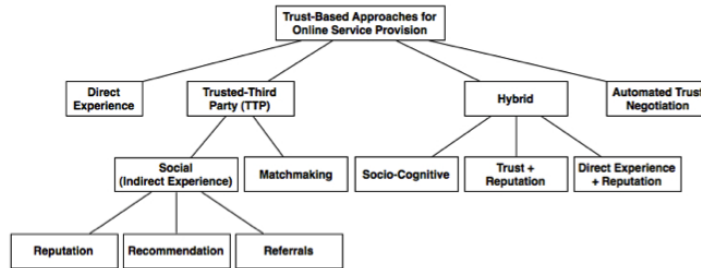 Trust-Based Approaches for
Online Service Provision
Direct
Experience
Trusted-Third
Party (TTP)
Hybrid
Automated Trust
Negotiation
Social
(Indirect Experience)
Matchmaking
Socio-Cognitive
Trust +
Reputation
Direct Experience
+ Reputation
Reputation
Recommendation
Referrals